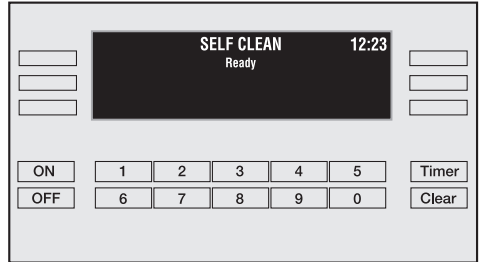 SELF CLEAN 12:23
Ready
ON 1 2 3 4 5 Timer
OFF 6 7 8 9 0 Clear